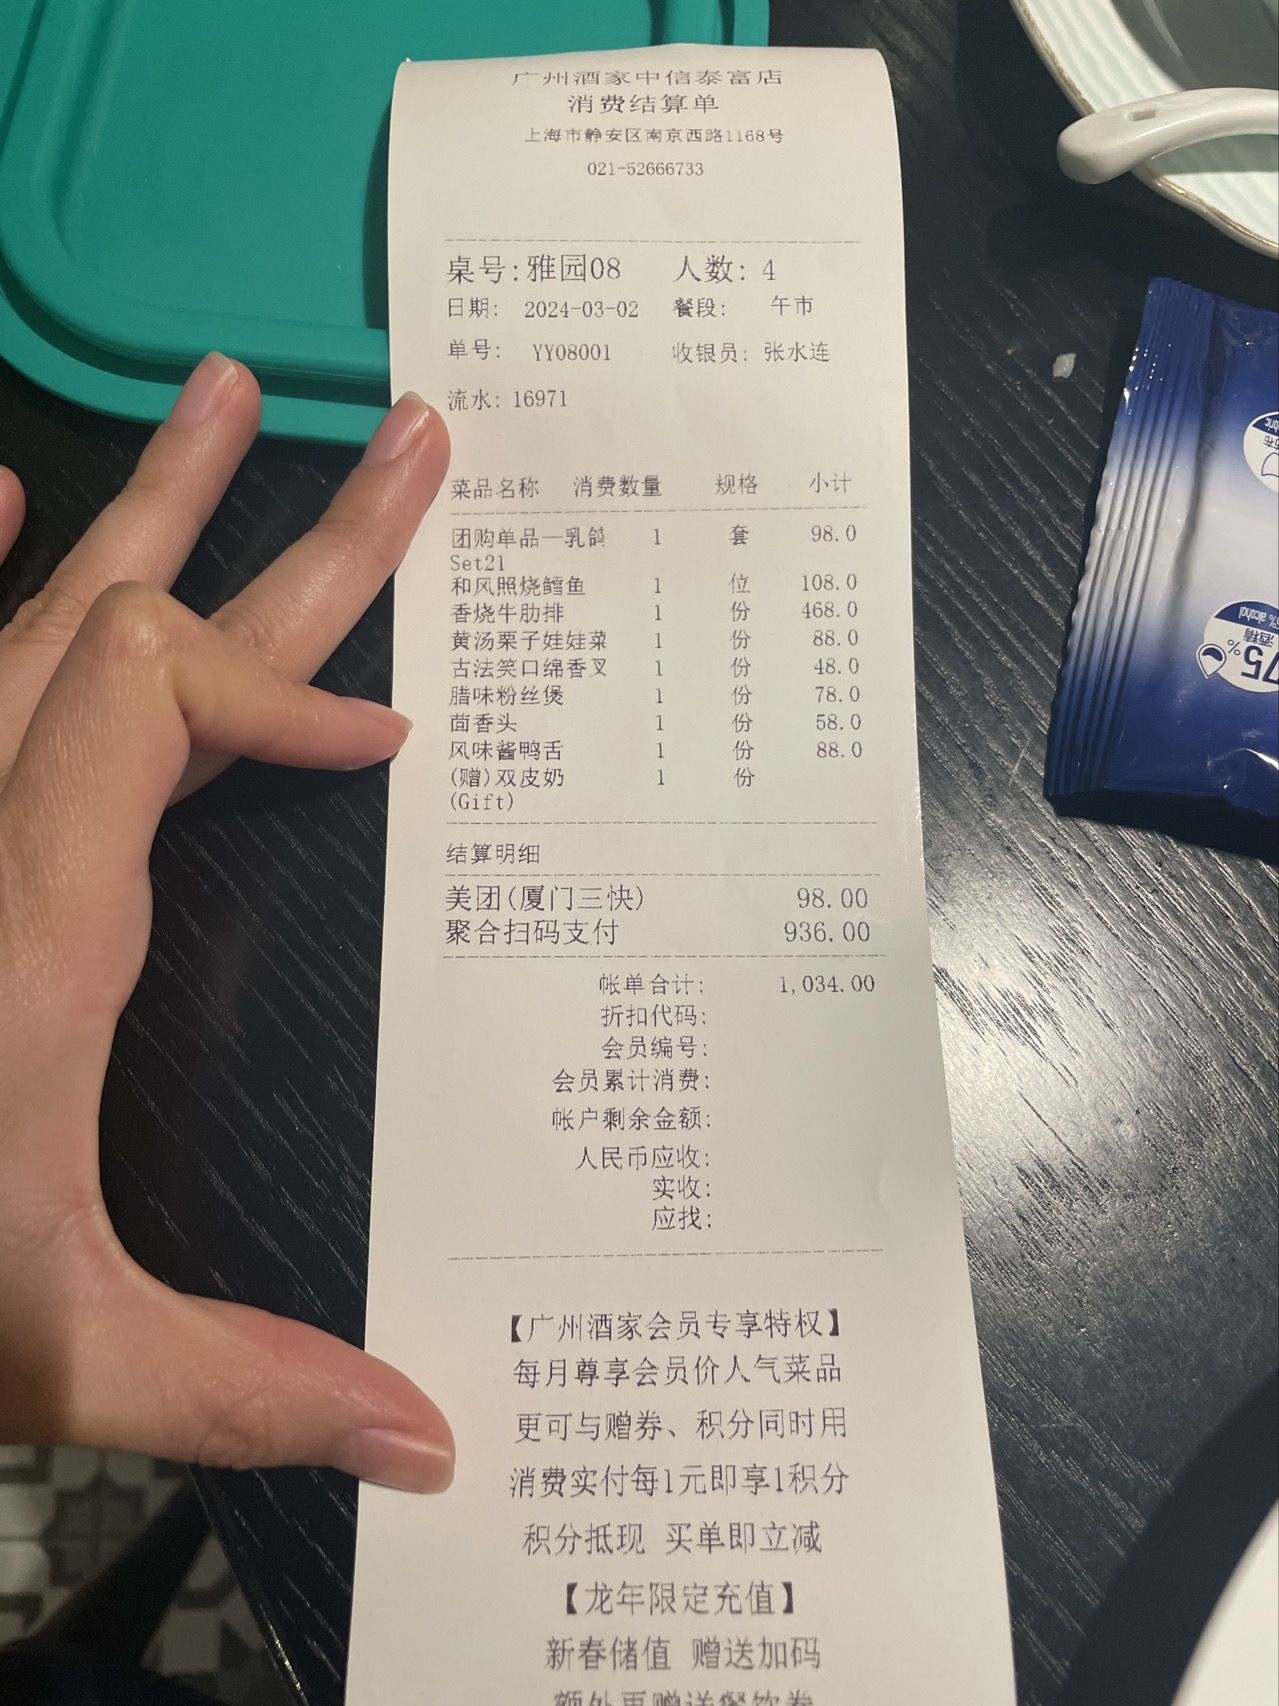 广州酒家中信泰富店
消费结算单
上海市静安区南京西路1168号
021-52666733
桌号:雅园08 人数: 4
日期: 2024-03-02 餐段: 午市
单号: YY08001 收银员: 张水连
流水: 16971
菜品名称 消费数量 规格 小计
团购单品—乳鸽 1 套 98.0
Set21
和风照烧鳕鱼 1 位 108.0
香烧牛肋排 1 份 468.0
黄汤栗子娃娃菜 1 份 88.0
古法笑口绵香叉 1 份 48.0
腊味粉丝煲 1 份 78.0
茴香头 1 份 58.0
风味酱鸭舌 1 份 88.0
(赠)双皮奶 1 份
(Gift)
结算明细
美团(厦门三快) 98.00
聚合扫码支付 936.00
帐单合计: 1,034.00
折扣代码:
会员编号:
会员累计消费:
帐户剩余金额:
人民币应收:
实收:
应找:
【广州酒家会员专享特权】
每月尊享会员价人气菜品
更可与赠券、积分同时用
消费实付每1元即享1积分
积分抵现 买单即立减
【龙年限定充值】
新春储值 赠送加码
额外再赠送餐饮券
75%
酒精
% alcohol